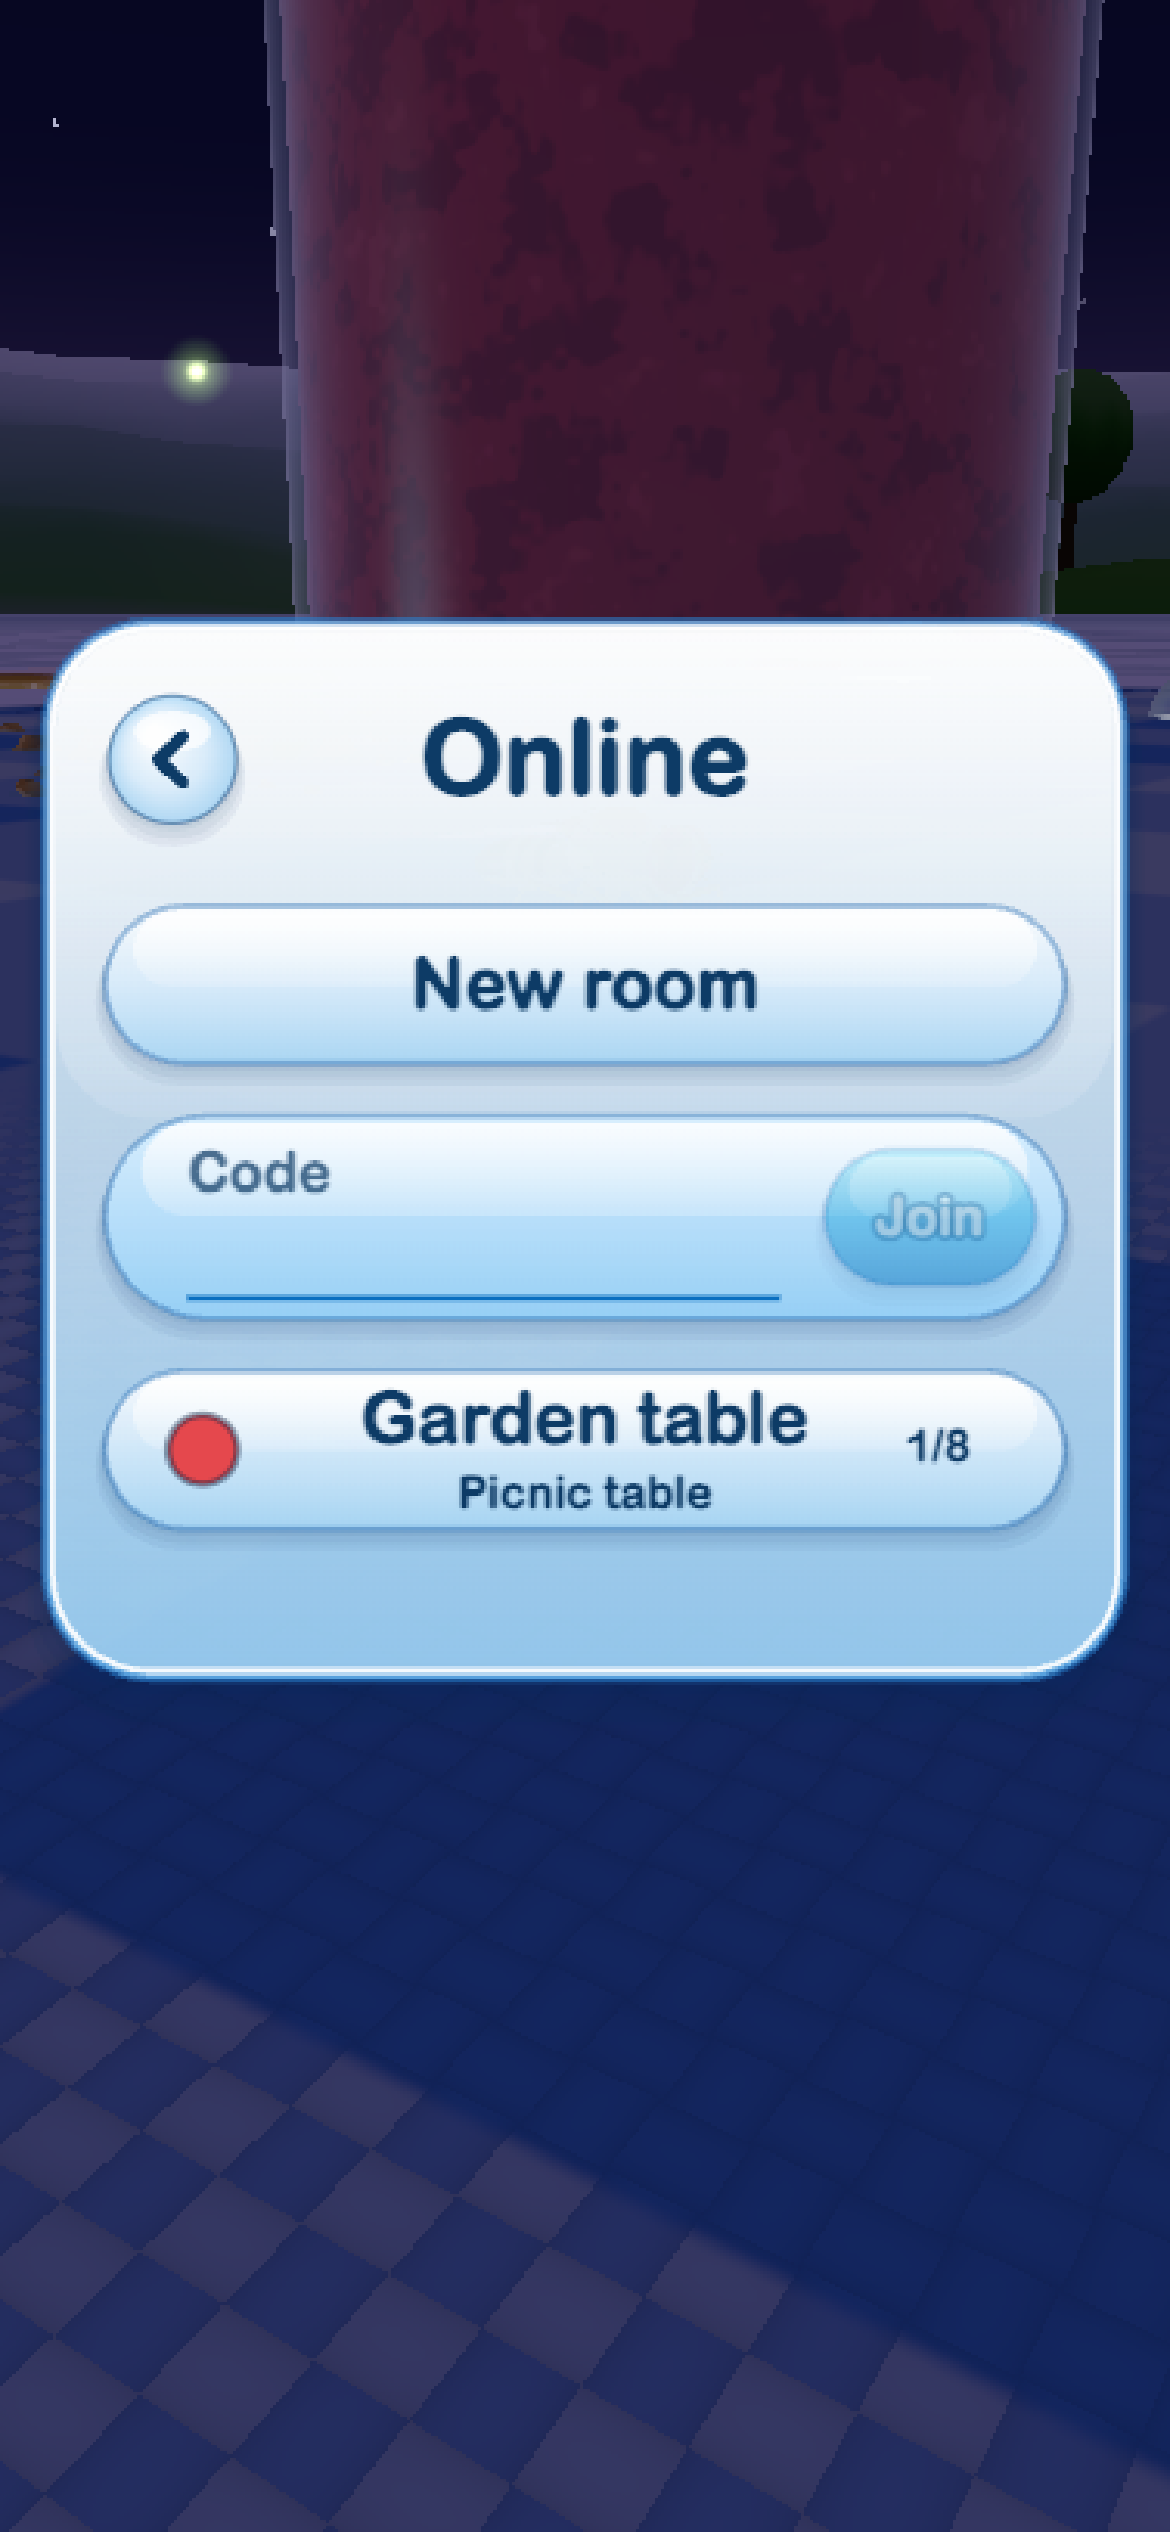 Online
New room
Code
Join
Garden table
1/8
Picnic table